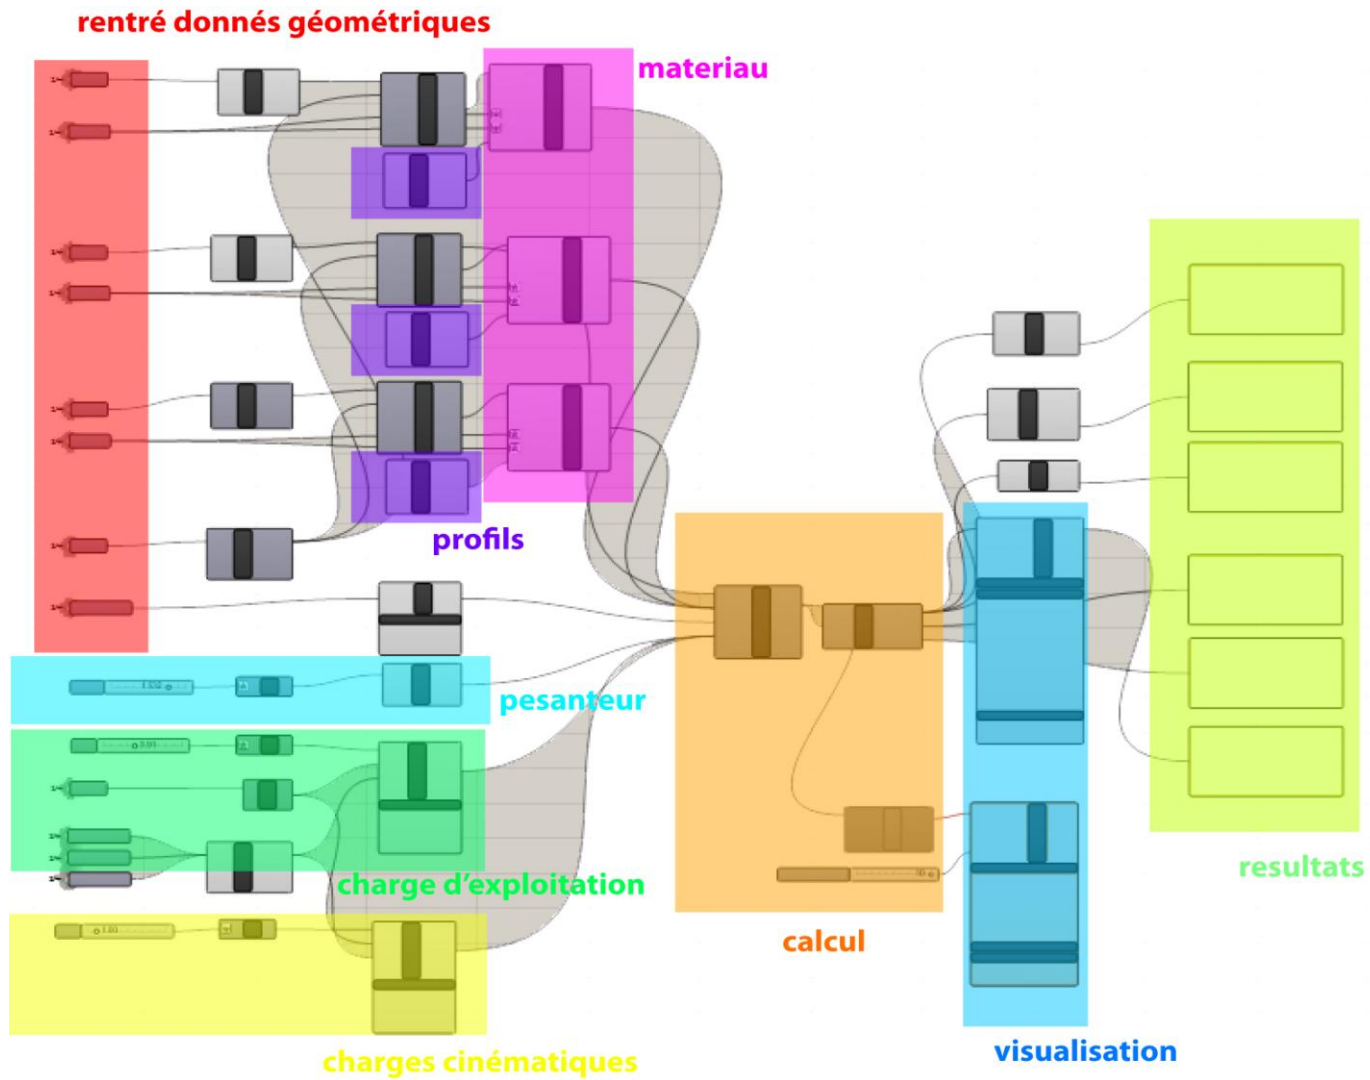 rentré donnés géométriques
materiau
profils
pesanteur
charge d'exploitation
resultats
calcul
visualisation
charges cinématiques